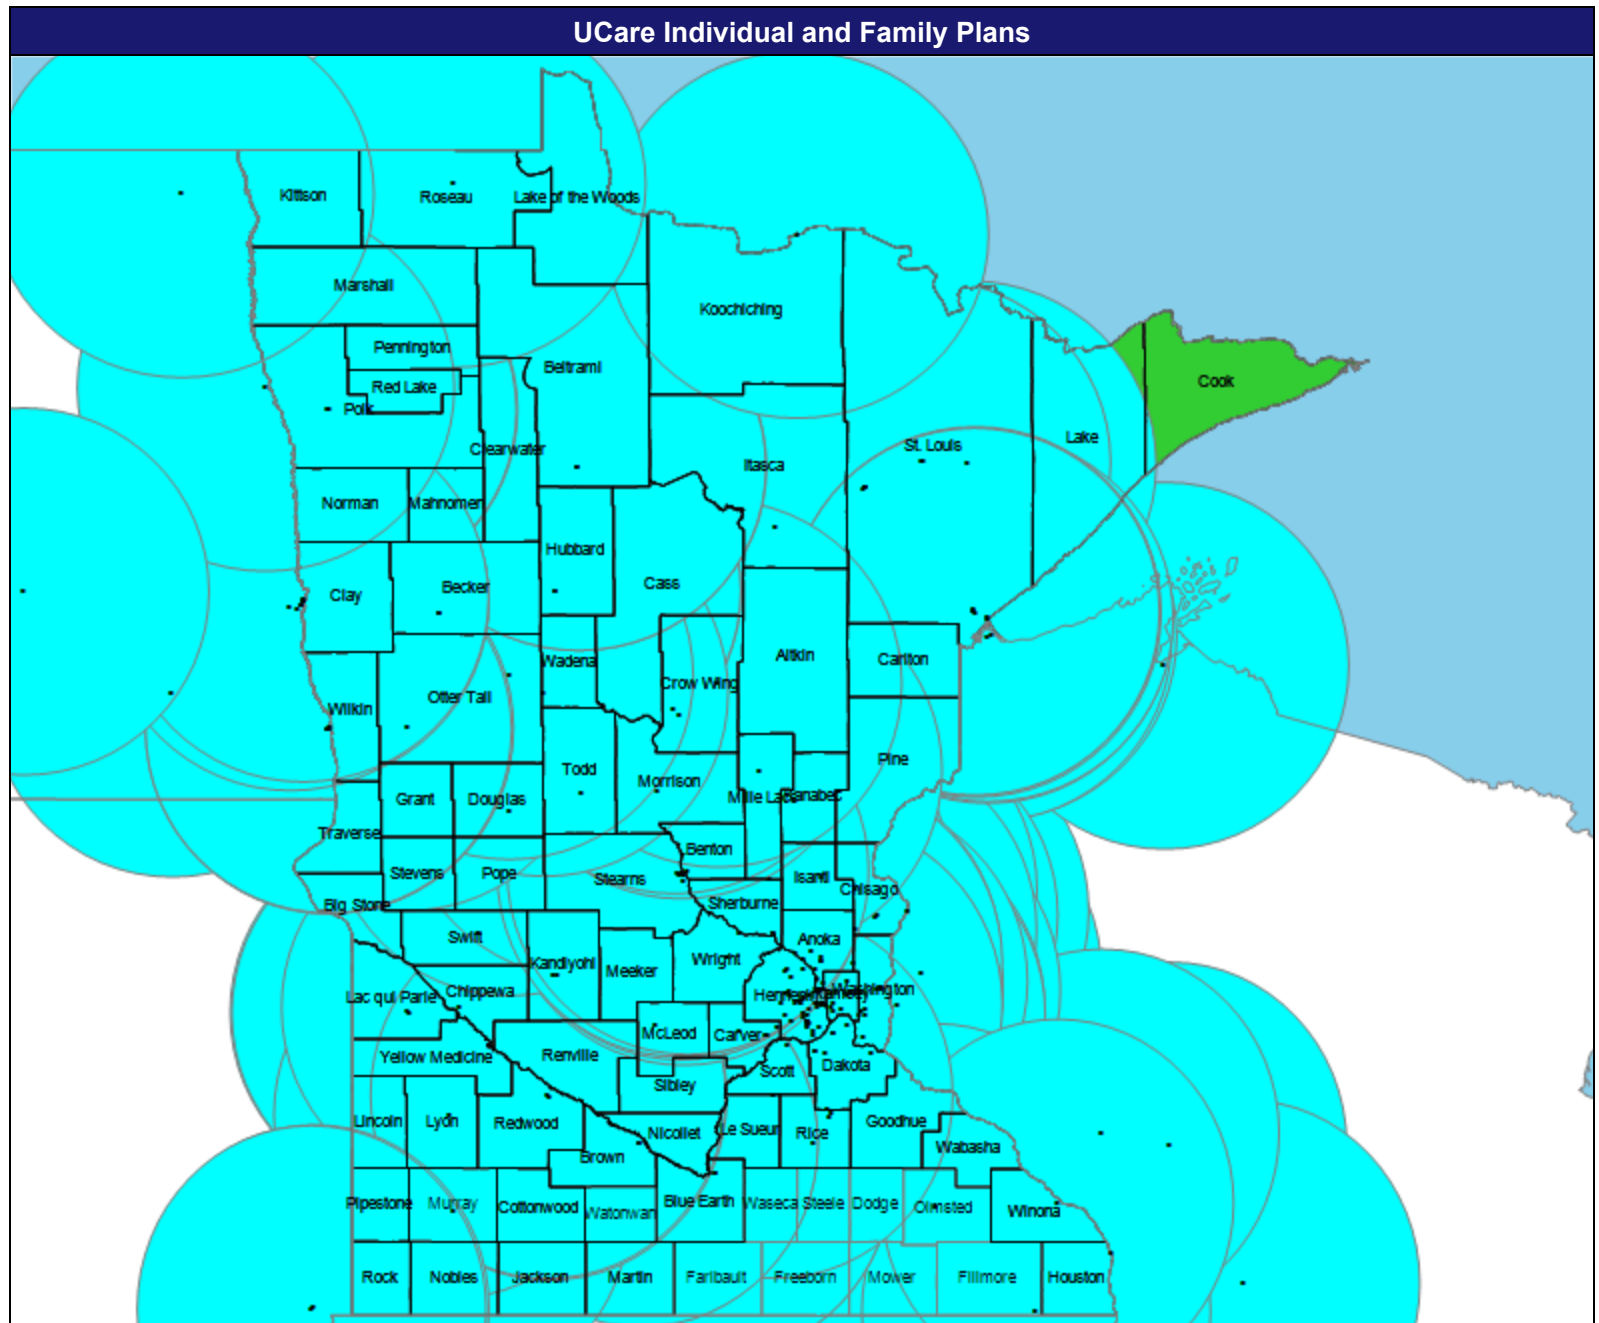 UCare Individual and Family Plans
Kittson
Roseau
Lake of the Woods
Marshall
Koochiching
Pennington
Beltrami
Red Lake
Cook
Polk
Clearwater
St. Louis
Lake
Itasca
Norman
Mahnomen
Hubbard
Cass
Clay
Becker
Wadena
Aitkin
Carlton
Crow Wing
Otter Tail
Wilkin
Pine
Todd
Morrison
Grant
Douglas
Mille Lacs
Kanabec
Traverse
Benton
Stevens
Pope
Stearns
Isanti
Chisago
Big Stone
Sherburne
Swift
Anoka
Kandiyohi
Meeker
Wright
Lac qui Parle
Chippewa
Hennepin
Ramsey
Washington
McLeod
Carver
Yellow Medicine
Renville
Scott
Dakota
Sibley
Lincoln
Lyon
Redwood
Nicollet
Le Sueur
Rice
Goodhue
Brown
Wabasha
Pipestone
Murray
Cottonwood
Watonwan
Blue Earth
Waseca
Steele
Dodge
Olmsted
Winona
Rock
Nobles
Jackson
Martin
Faribault
Freeborn
Mower
Fillmore
Houston